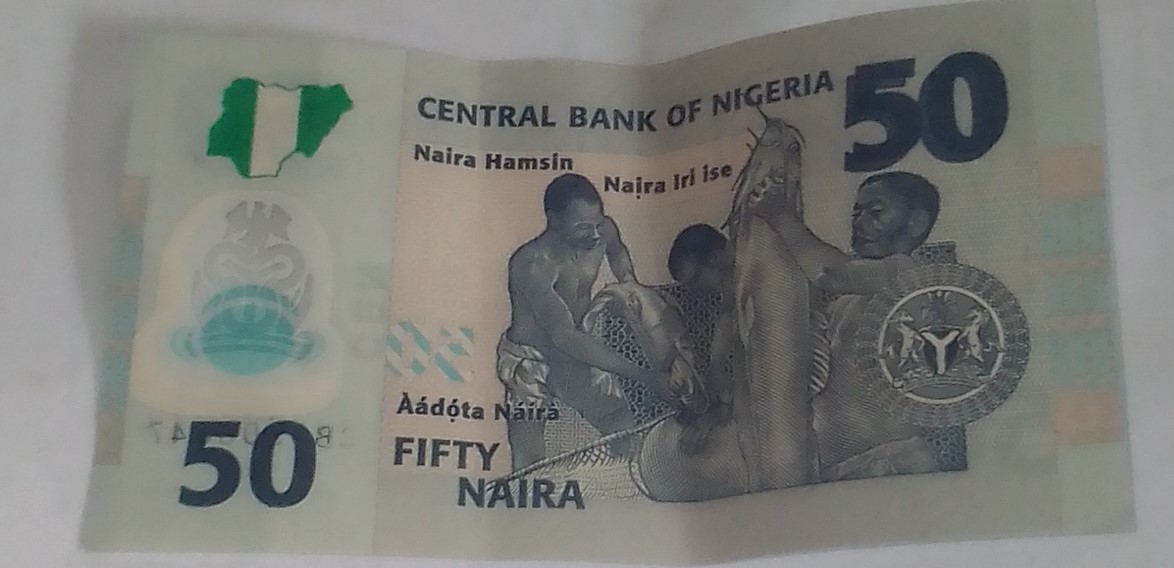 CENTRAL BANK OF NIGERIA
50
Naira Hamsin
Naịra Iri ise
Àádọ́ta Náírà
50
FIFTY
NAIRA